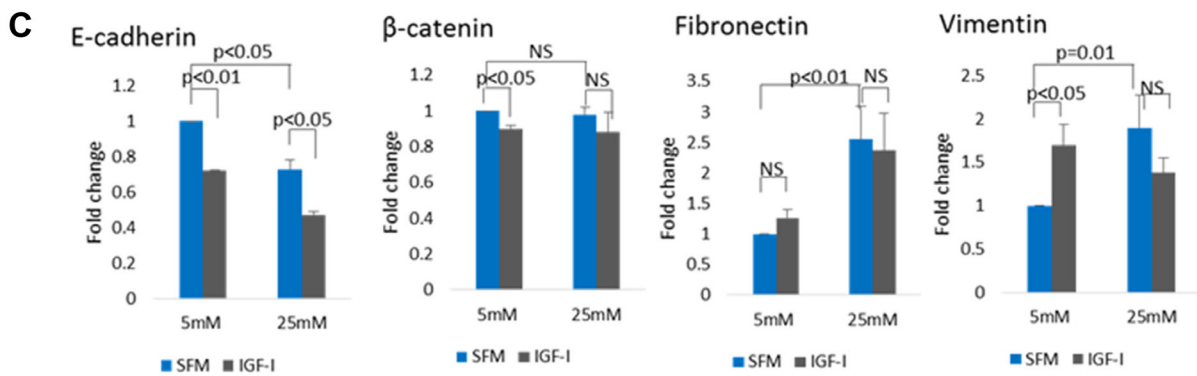 C
E-cadherin
p<0.05
p<0.01
p<0.05
Fold change
1.2
1
0.8
0.6
0.4
0.2
0
5mM 25mM
SFM IGF-I
β-catenin
NS
p<0.05
NS
Fold change
1.2
1
0.8
0.6
0.4
0.2
0
5mM 25mM
SFM IGF-I
Fibronectin
p<0.01
NS
NS
Fold change
3.5
3
2.5
2
1.5
1
0.5
0
5mM 25mM
SFM IGF-I
Vimentin
p=0.01
p<0.05
NS
Fold change
2.5
2
1.5
1
0.5
0
5mM 25mM
SFM IGF-I